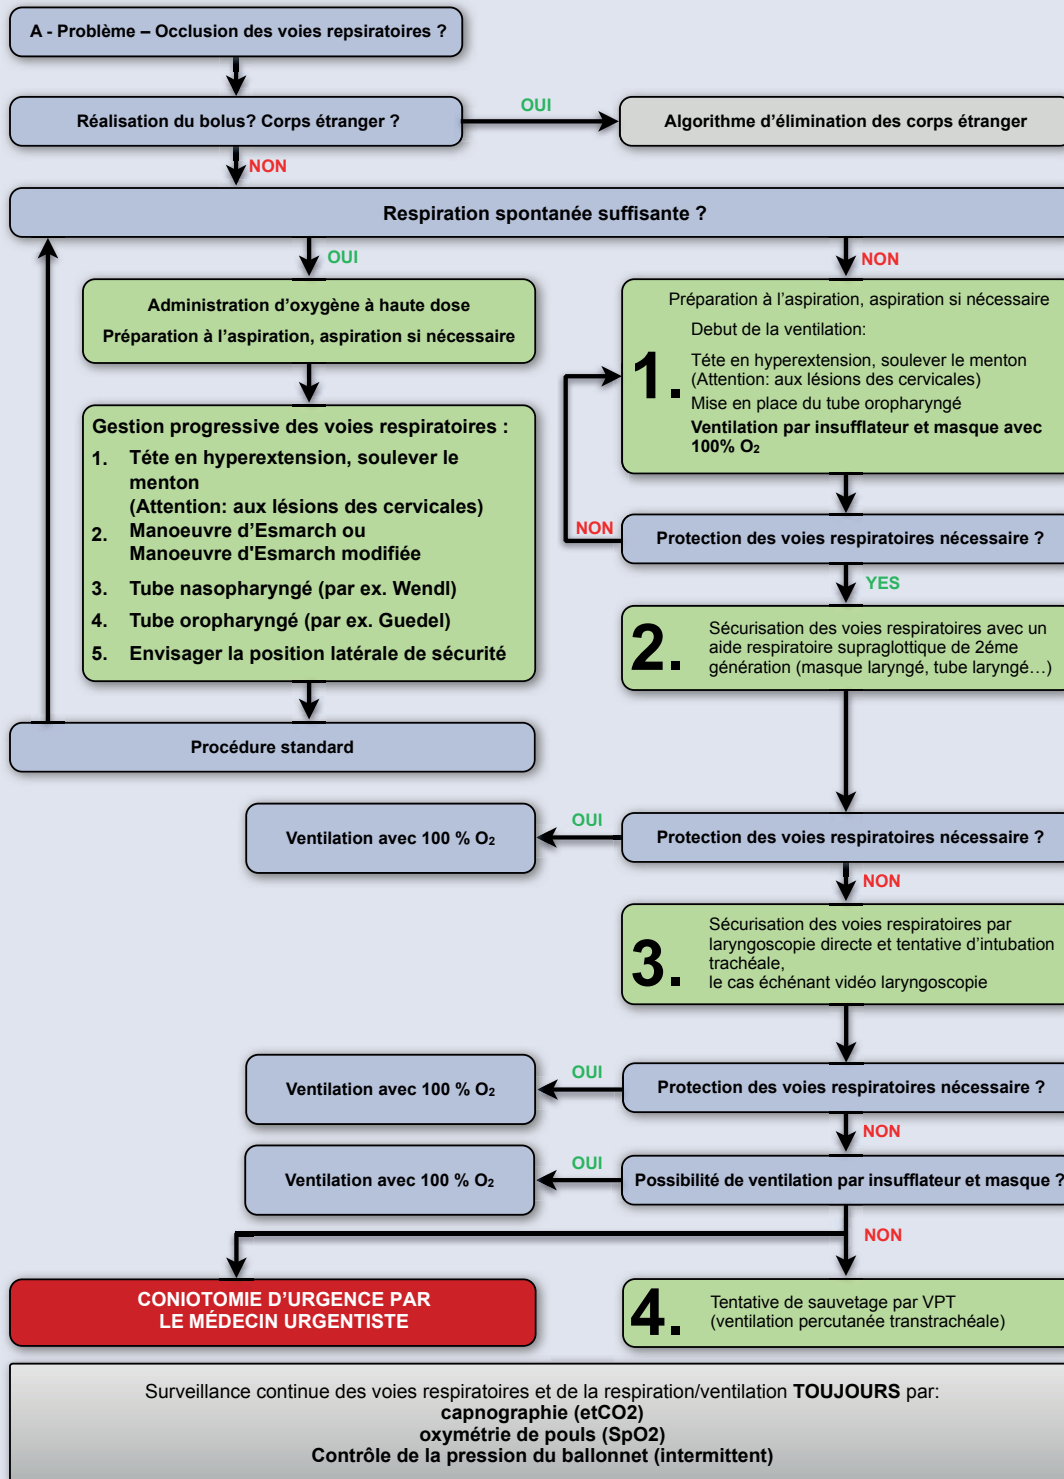 A - Problème – Occlusion des voies repsiratoires ?
Réalisation du bolus? Corps étranger ?
OUI
Algorithme d'élimination des corps étranger
NON
Respiration spontanée suffisante ?
OUI
NON
Administration d'oxygène à haute dose
Préparation à l'aspiration, aspiration si nécessaire
Gestion progressive des voies respiratoires :
1. Téte en hyperextension, soulever le
menton
(Attention: aux lésions des cervicales)
2. Manoeuvre d'Esmarch ou
Manoeuvre d'Esmarch modifiée
3. Tube nasopharyngé (par ex. Wendl)
4. Tube oropharyngé (par ex. Guedel)
5. Envisager la position latérale de sécurité
Procédure standard
1.
Préparation à l'aspiration, aspiration si nécessaire
Debut de la ventilation:
Téte en hyperextension, soulever le menton
(Attention: aux lésions des cervicales)
Mise en place du tube oropharyngé
Ventilation par insufflateur et masque avec
100% O2
NON
Protection des voies respiratoires nécessaire ?
YES
2.
Sécurisation des voies respiratoires avec un
aide respiratoire supraglottique de 2éme
génération (masque laryngé, tube laryngé…)
Ventilation avec 100 % O2
OUI
Protection des voies respiratoires nécessaire ?
NON
3.
Sécurisation des voies respiratoires par
laryngoscopie directe et tentative d'intubation
trachéale,
le cas échénant vidéo laryngoscopie
Ventilation avec 100 % O2
OUI
Protection des voies respiratoires nécessaire ?
NON
Ventilation avec 100 % O2
OUI
Possibilité de ventilation par insufflateur et masque ?
NON
CONIOTOMIE D'URGENCE PAR
LE MÉDECIN URGENTISTE
4.
Tentative de sauvetage par VPT
(ventilation percutanée transtrachéale)
Surveillance continue des voies respiratoires et de la respiration/ventilation TOUJOURS par:
capnographie (etCO2)
oxymétrie de pouls (SpO2)
Contrôle de la pression du ballonnet (intermittent)